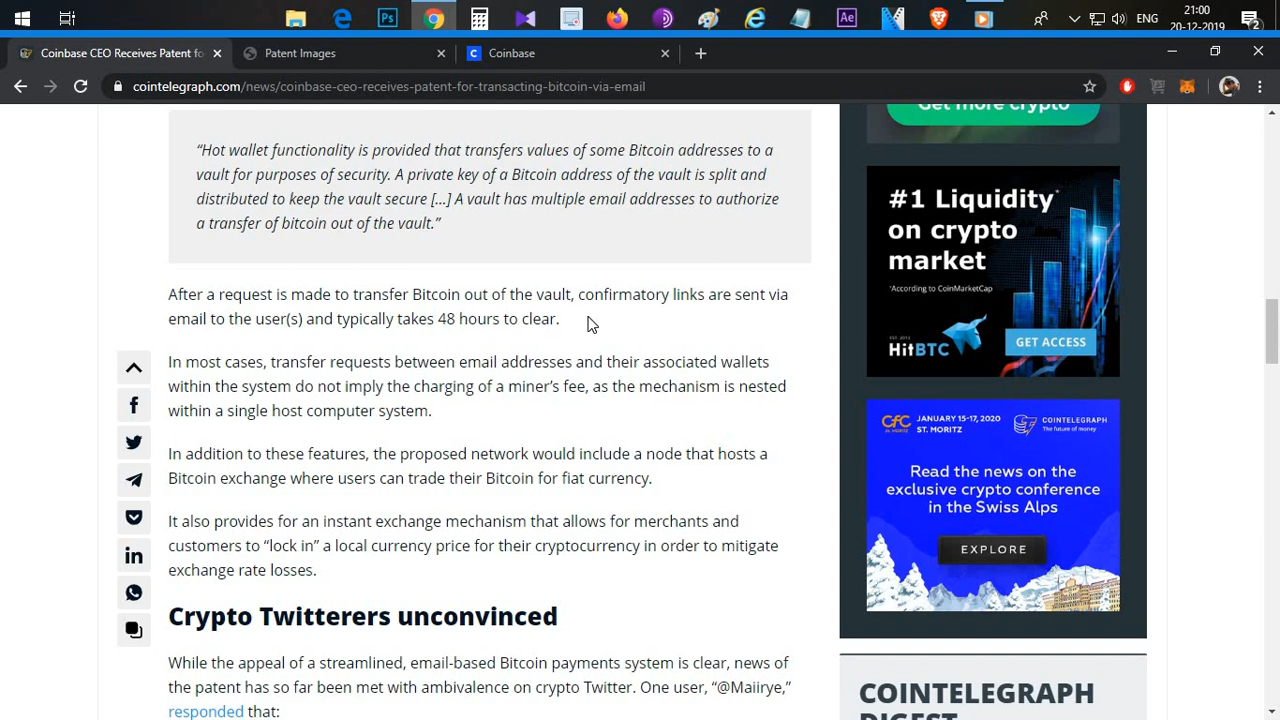 Ps
Ae
ENG
21:00
20-12-2019
2
Coinbase CEO Receives Patent fo
Patent Images
Coinbase
cointelegraph.com/news/coinbase-ceo-receives-patent-for-transacting-bitcoin-via-email
“Hot wallet functionality is provided that transfers values of some Bitcoin addresses to a
vault for purposes of security. A private key of a Bitcoin address of the vault is split and
distributed to keep the vault secure [...] A vault has multiple email addresses to authorize
a transfer of bitcoin out of the vault.”
After a request is made to transfer Bitcoin out of the vault, confirmatory links are sent via
email to the user(s) and typically takes 48 hours to clear.
In most cases, transfer requests between email addresses and their associated wallets
within the system do not imply the charging of a miner’s fee, as the mechanism is nested
within a single host computer system.
In addition to these features, the proposed network would include a node that hosts a
Bitcoin exchange where users can trade their Bitcoin for fiat currency.
It also provides for an instant exchange mechanism that allows for merchants and
customers to “lock in” a local currency price for their cryptocurrency in order to mitigate
exchange rate losses.
Crypto Twitterers unconvinced
While the appeal of a streamlined, email-based Bitcoin payments system is clear, news of
the patent has so far been met with ambivalence on crypto Twitter. One user, “@Maiirye,”
responded that:
Get more crypto
#1 Liquidity*
on crypto
market
*According to CoinMarketCap
HitBTC
GET ACCESS
CFC
ST. MORITZ
JANUARY 15-17, 2020
ST. MORITZ
COINTELEGRAPH
The future of money
Read the news on the
exclusive crypto conference
in the Swiss Alps
EXPLORE
COINTELEGRAPH
DIGEST